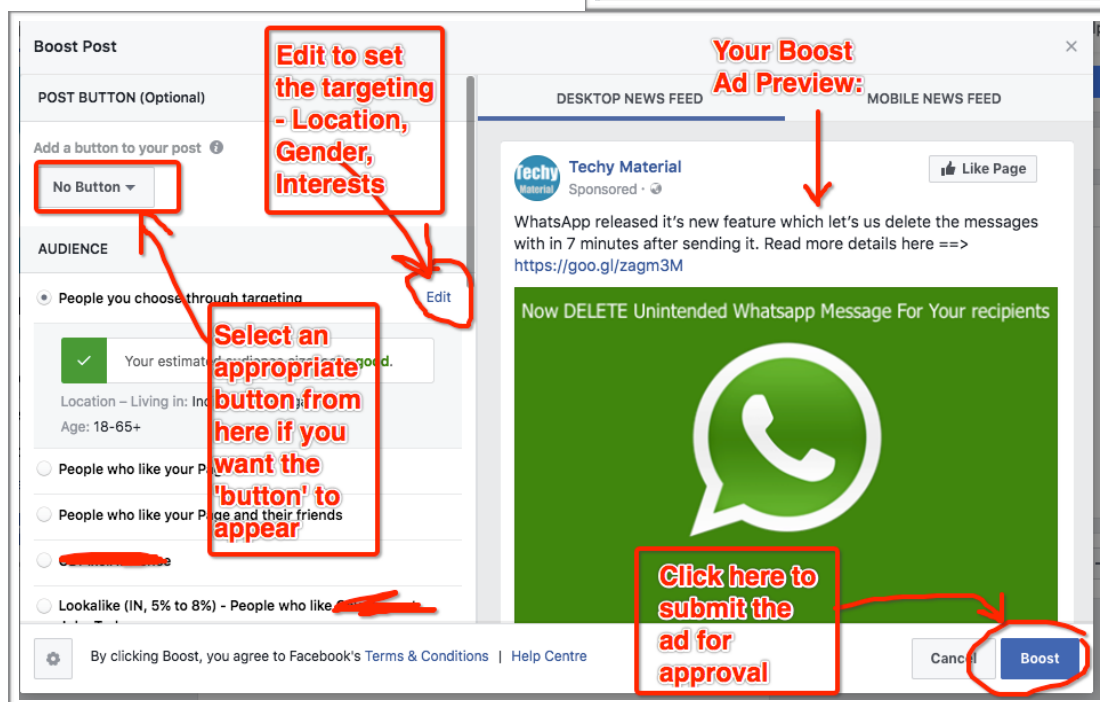 Boost Post
POST BUTTON (Optional)
Add a button to your post
No Button
AUDIENCE
People you choose through targeting
Edit
Your estimated good.
Location – Living in:
Age: 18-65+
People who like your
People who like your Page and their friends
Lookalike (IN, 5% to 8%) - People who like
By clicking Boost, you agree to Facebook's Terms & Conditions | Help Centre
Edit to set
the targeting
- Location,
Gender,
Interests
Select an
appropriate
button from
here if you
want the
'button' to
appear
Your Boost
Ad Preview:
DESKTOP NEWS FEED
MOBILE NEWS FEED
Techy
Material
Techy Material
Sponsored ·
Like Page
WhatsApp released it's new feature which let's us delete the messages
with in 7 minutes after sending it. Read more details here ==>
https://goo.gl/zagm3M
Now DELETE Unintended Whatsapp Message For Your recipients
Click here to
submit the
ad for
approval
Cancel
Boost